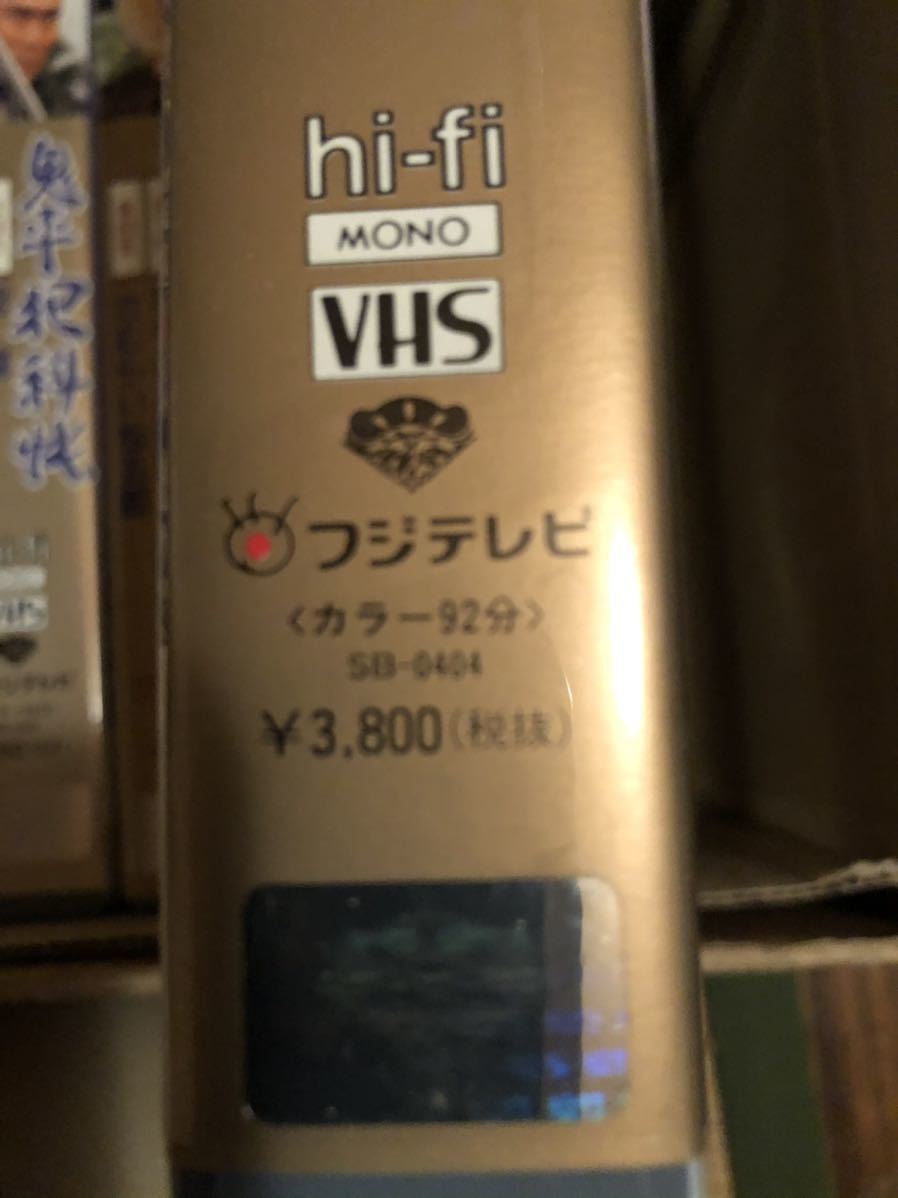 hi-fi
MONO
VHS
フジテレビ
〈カラー92分〉
SB-0404
¥3,800(税抜)
鬼平犯科帳
VHS